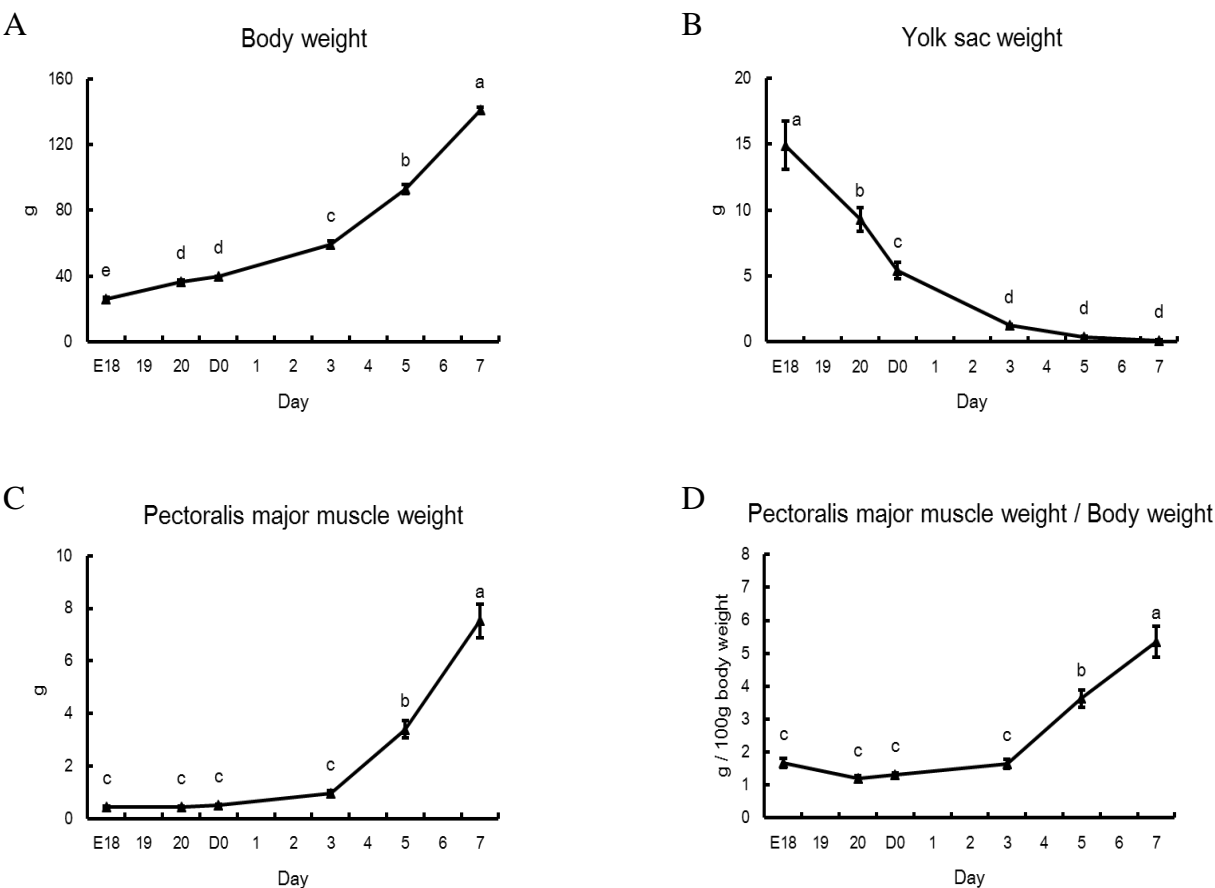 A
Body weight
160
a
120
b
g
80
c
d
d
40
e
0
E18 19 20 D0 1 2 3 4 5 6 7
Day
B
Yolk sac weight
20
a
15
b
g
10
c
5
d
d
d
0
E18 19 20 D0 1 2 3 4 5 6 7
Day
C
Pectoralis major muscle weight
10
a
8
6
b
g
4
c
c
c
c
2
0
E18 19 20 D0 1 2 3 4 5 6 7
Day
D
Pectoralis major muscle weight / Body weight
8
7
a
6
5
b
g / 100g body weight
4
3
c
c
c
c
2
1
0
E18 19 20 D0 1 2 3 4 5 6 7
Day